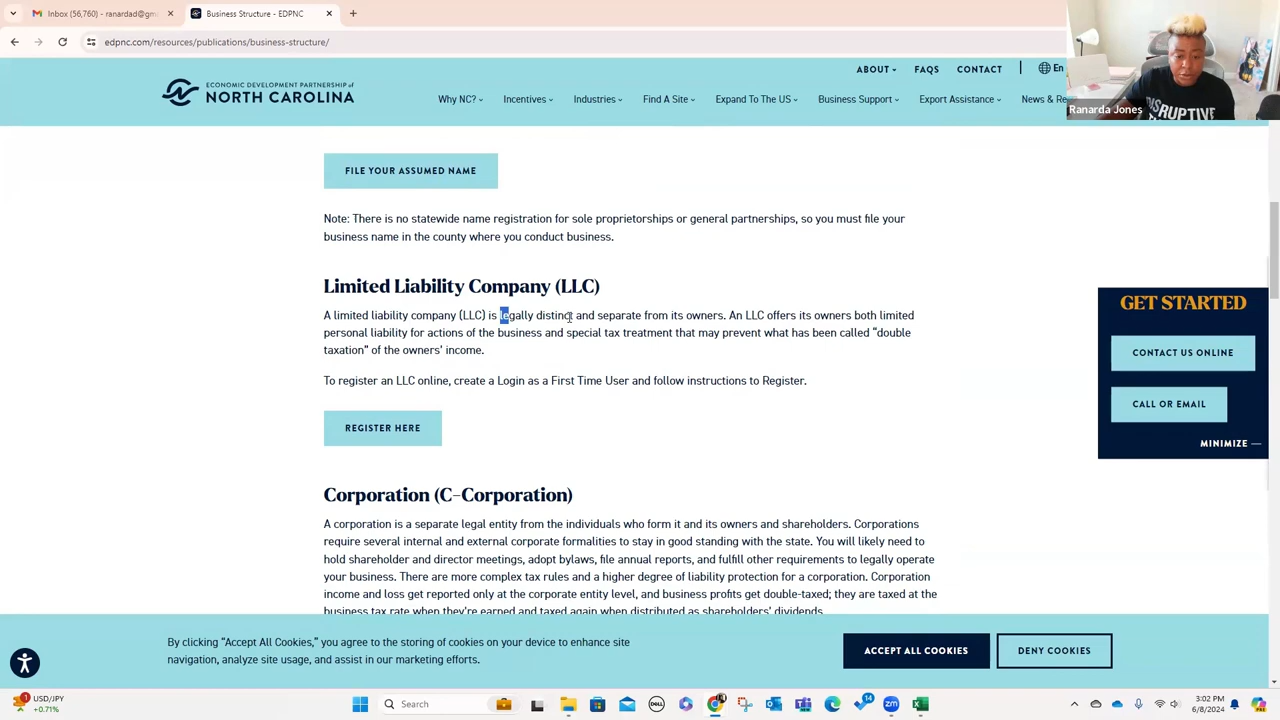 Inbox (56,760) - ranardad@gm
Business Structure - EDPNC
edpnc.com/resources/publications/business-structure/
ABOUT
FAQS
CONTACT
En
ECONOMIC DEVELOPMENT PARTNERSHIP of
NORTH CAROLINA
Why NC?
Incentives
Industries
Find A Site
Expand To The US
Business Support
Export Assistance
News & Re
DISRUPTIVE
Ranarda Jones
FILE YOUR ASSUMED NAME
Note: There is no statewide name registration for sole proprietorships or general partnerships, so you must file your
business name in the county where you conduct business.
Limited Liability Company (LLC)
A limited liability company (LLC) is legally distinct and separate from its owners. An LLC offers its owners both limited
personal liability for actions of the business and special tax treatment that may prevent what has been called “double
taxation” of the owners’ income.
To register an LLC online, create a Login as a First Time User and follow instructions to Register.
REGISTER HERE
GET STARTED
CONTACT US ONLINE
CALL OR EMAIL
MINIMIZE —
Corporation (C-Corporation)
A corporation is a separate legal entity from the individuals who form it and its owners and shareholders. Corporations
require several internal and external corporate formalities to stay in good standing with the state. You will likely need to
hold shareholder and director meetings, adopt bylaws, file annual reports, and fulfill other requirements to legally operate
your business. There are more complex tax rules and a higher degree of liability protection for a corporation. Corporation
income and loss get reported only at the corporate entity level, and business profits get double-taxed; they are taxed at the
business tax rate when they’re earned and taxed again when distributed as shareholders’ dividends.
By clicking “Accept All Cookies,” you agree to the storing of cookies on your device to enhance site
navigation, analyze site usage, and assist in our marketing efforts.
ACCEPT ALL COOKIES
DENY COOKIES
1
USD/JPY
+0.71%
Search
DELL
14
3:02 PM
6/8/2024